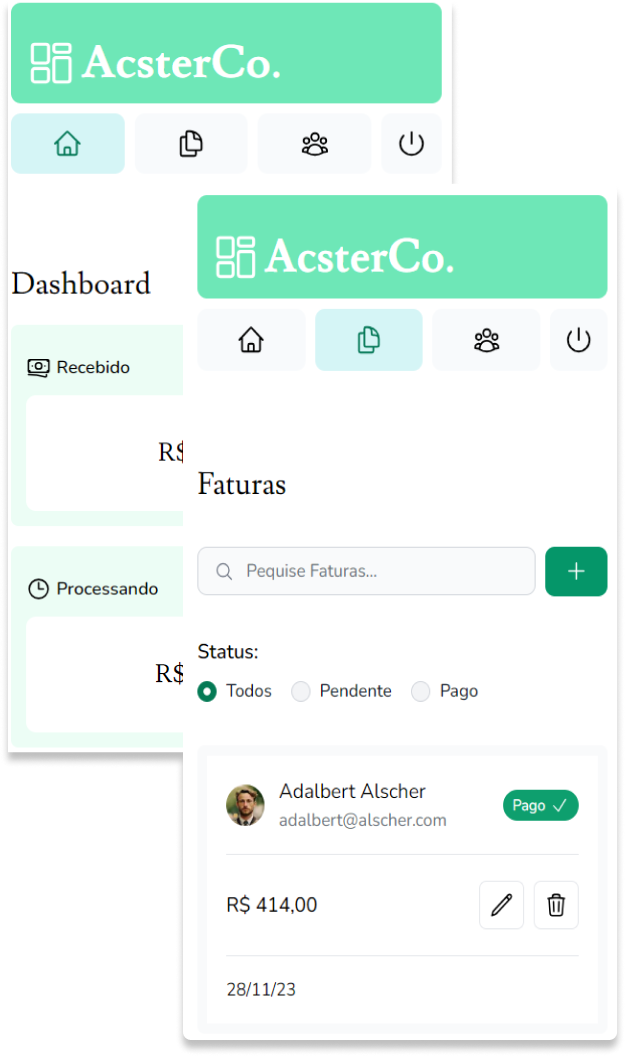 AcsterCo.
Dashboard
Recebido
R$
Processando
R$
AcsterCo.
Faturas
Pequise Faturas...
Status:
Todos Pendente Pago
Adalbert Alscher
adalbert@alscher.com
Pago
R$ 414,00
28/11/23